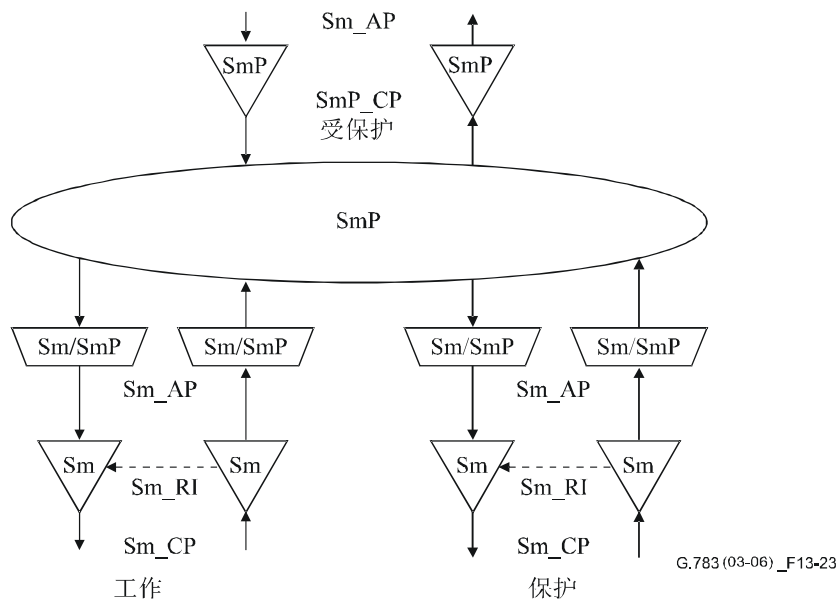 Sm_AP
SmP SmP
SmP_CP
受保护
SmP
Sm/SmP Sm/SmP Sm/SmP Sm/SmP
Sm_AP Sm_AP
Sm Sm Sm Sm
Sm_RI Sm_RI
Sm_CP Sm_CP
G.783 (03-06) _F13-23
工作 保护